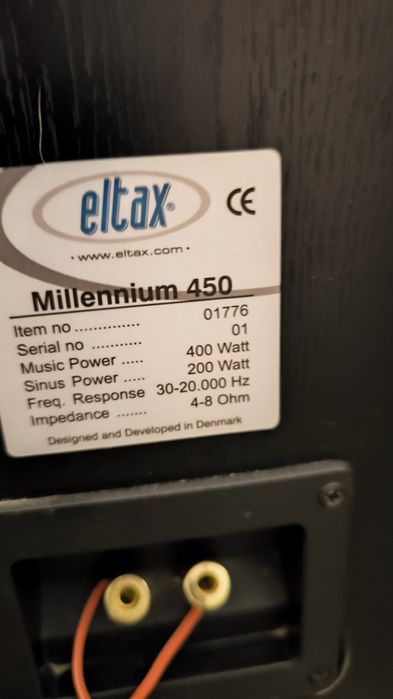 eltax®
CE
• www.eltax.com •
Millennium 450
Item no .............. 01776
Serial no ........... 01
Music Power ..... 400 Watt
Sinus Power ..... 200 Watt
Freq. Response 30-20.000 Hz
Impedance ....... 4-8 Ohm
Designed and Developed in Denmark